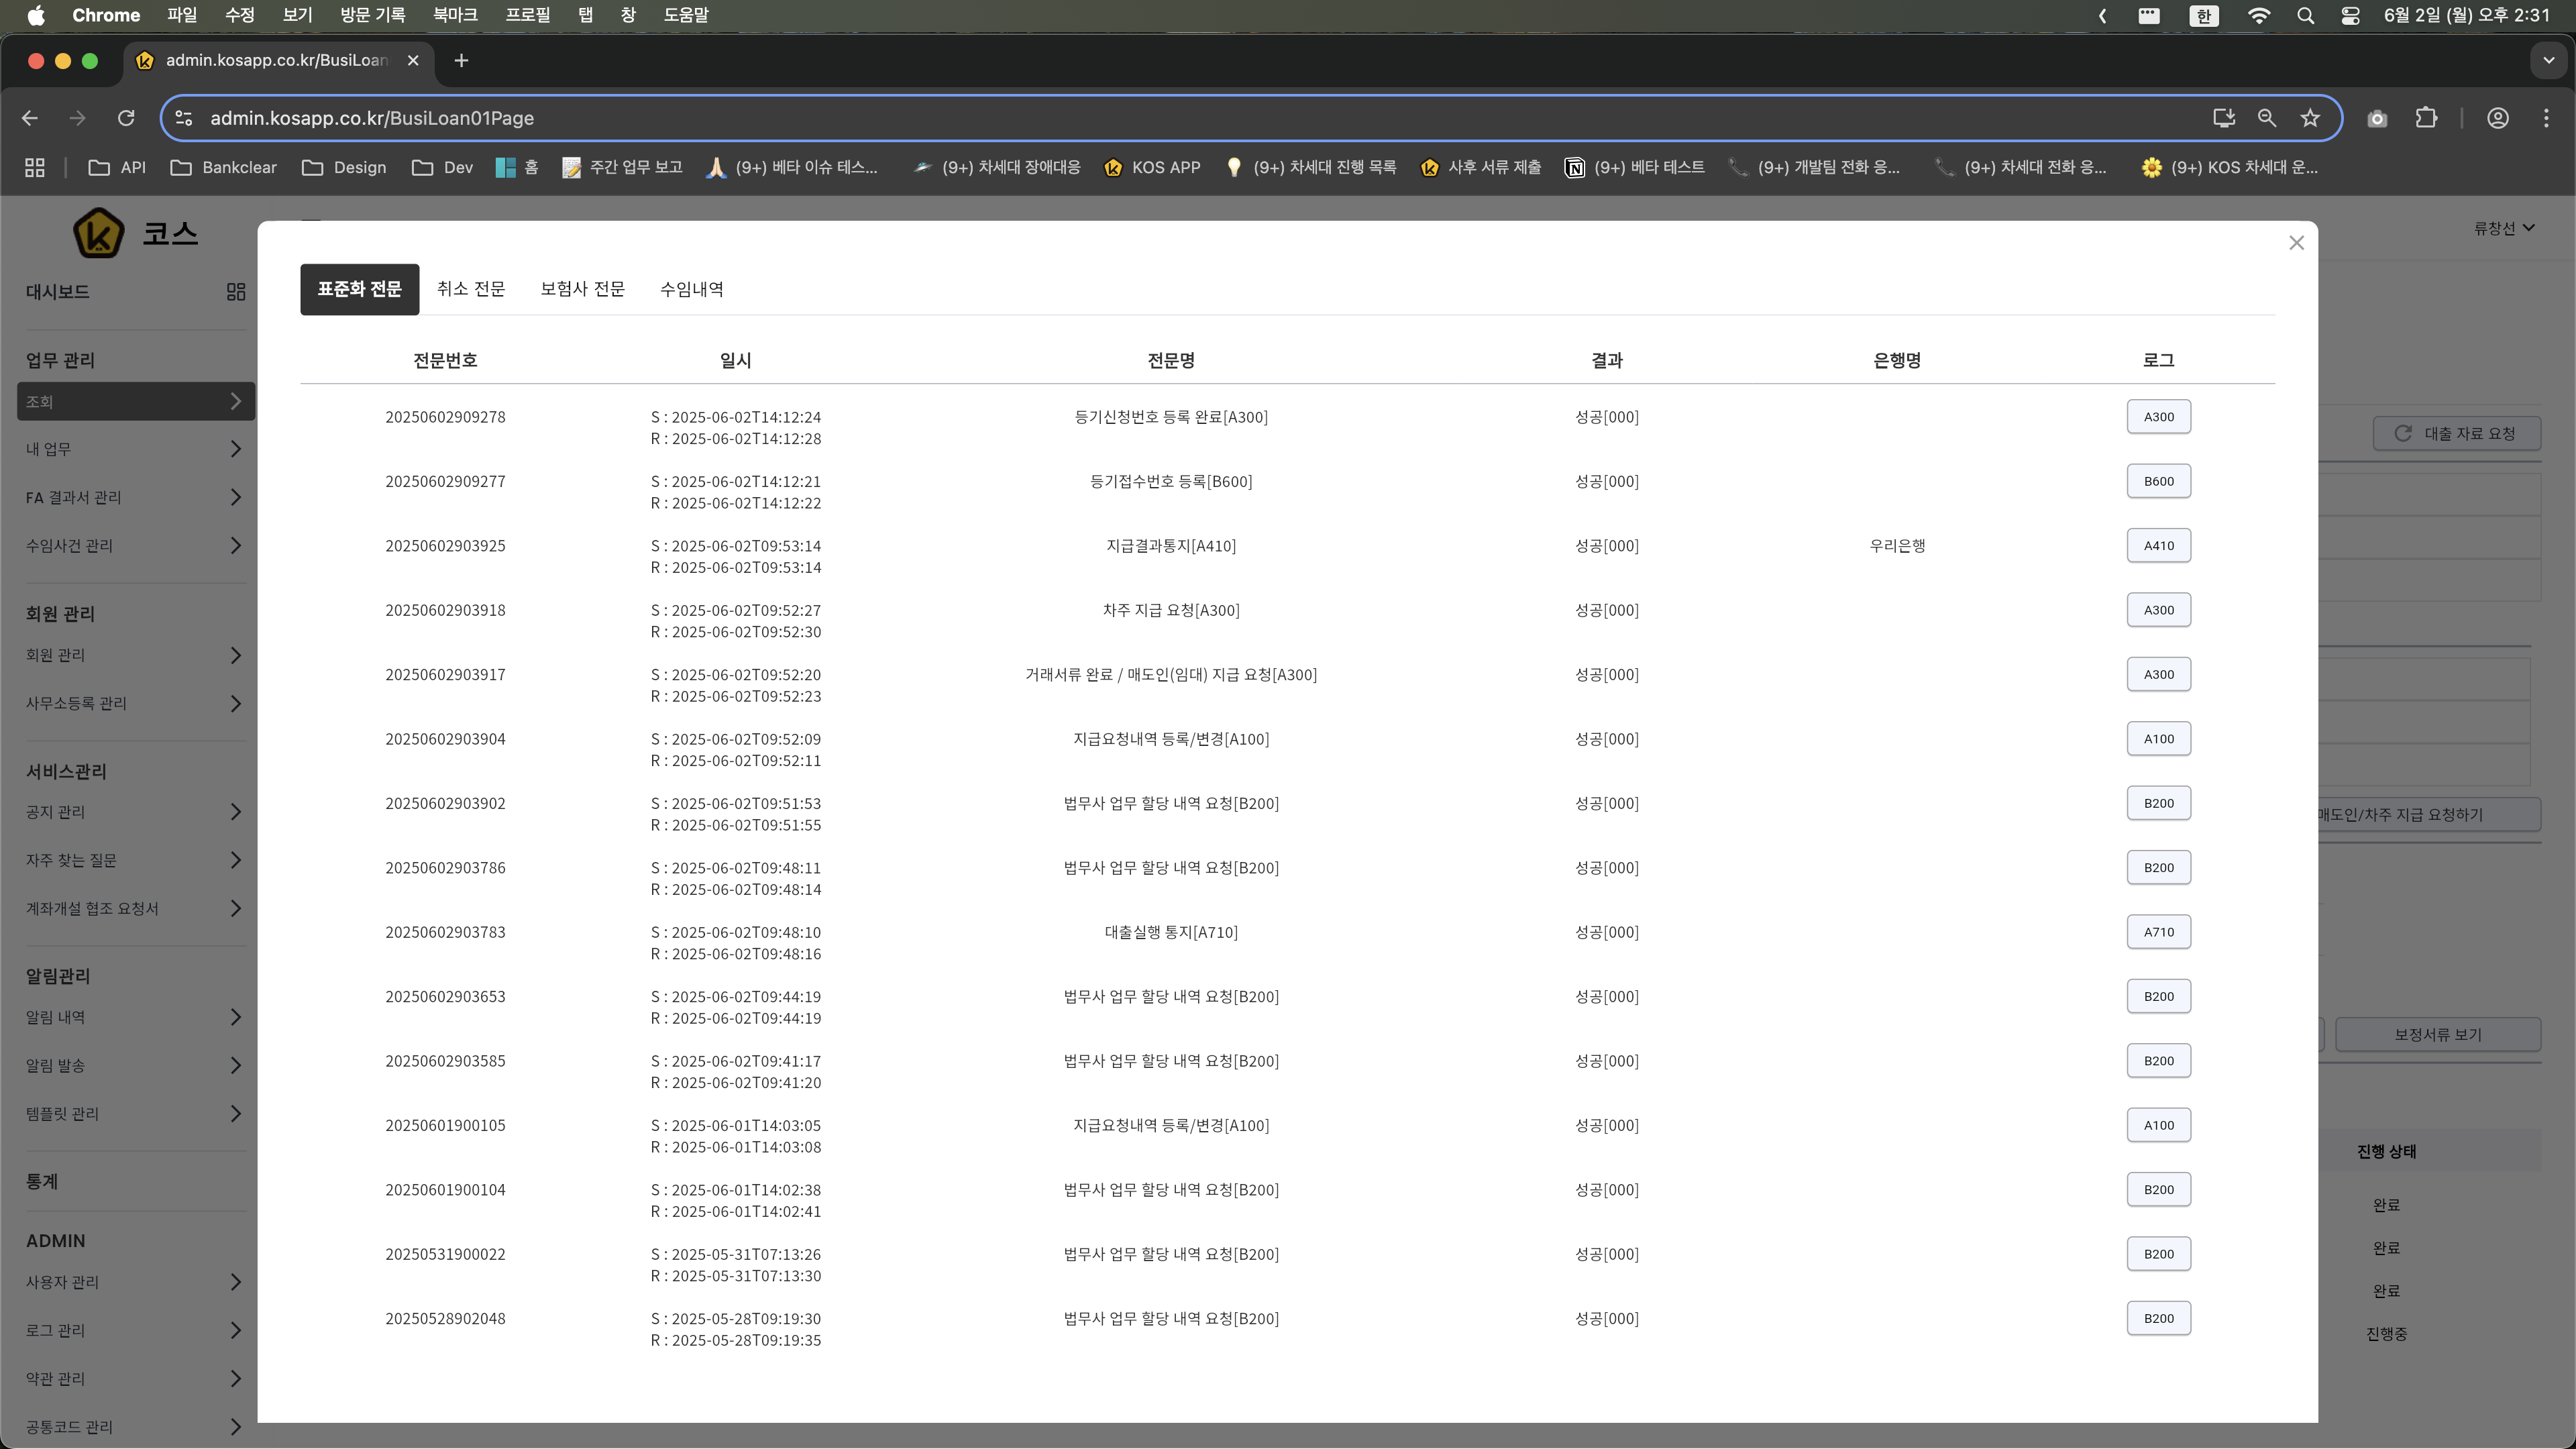 Chrome 파일 수정 보기 방문 기록 북마크 프로필 탭 창 도움말 한 6월 2일 (월) 오후 2:31
admin.kosapp.co.kr/BusiLoan
admin.kosapp.co.kr/BusiLoan01Page
API Bankclear Design Dev 홈 주간 업무 보고 (9+) 베타 이슈 테스... (9+) 차세대 장애대응 KOS APP (9+) 차세대 진행 목록 사후 서류 제출 (9+) 베타 테스트 (9+) 개발팀 전화 응... (9+) 차세대 전화 응... (9+) KOS 차세대 운...
코스
류창선
대시보드
업무 관리
조회
내 업무
FA 결과서 관리
수임사건 관리
회원 관리
회원 관리
사무소등록 관리
서비스관리
공지 관리
자주 찾는 질문
계좌개설 협조 요청서
알림관리
알림 내역
알림 발송
템플릿 관리
통계
ADMIN
사용자 관리
로그 관리
약관 관리
공통코드 관리
표준화 전문 취소 전문 보험사 전문 수임내역
전문번호 일시 전문명 결과 은행명 로그
20250602909278 S : 2025-06-02T14:12:24 등기신청번호 등록 완료[A300] 성공[000] A300
R : 2025-06-02T14:12:28
20250602909277 S : 2025-06-02T14:12:21 등기접수번호 등록[B600] 성공[000] B600
R : 2025-06-02T14:12:22
20250602903925 S : 2025-06-02T09:53:14 지급결과통지[A410] 성공[000] 우리은행 A410
R : 2025-06-02T09:53:14
20250602903918 S : 2025-06-02T09:52:27 차주 지급 요청[A300] 성공[000] A300
R : 2025-06-02T09:52:30
20250602903917 S : 2025-06-02T09:52:20 거래서류 완료 / 매도인(임대) 지급 요청[A300] 성공[000] A300
R : 2025-06-02T09:52:23
20250602903904 S : 2025-06-02T09:52:09 지급요청내역 등록/변경[A100] 성공[000] A100
R : 2025-06-02T09:52:11
20250602903902 S : 2025-06-02T09:51:53 법무사 업무 할당 내역 요청[B200] 성공[000] B200
R : 2025-06-02T09:51:55
20250602903786 S : 2025-06-02T09:48:11 법무사 업무 할당 내역 요청[B200] 성공[000] B200
R : 2025-06-02T09:48:14
20250602903783 S : 2025-06-02T09:48:10 대출실행 통지[A710] 성공[000] A710
R : 2025-06-02T09:48:16
20250602903653 S : 2025-06-02T09:44:19 법무사 업무 할당 내역 요청[B200] 성공[000] B200
R : 2025-06-02T09:44:19
20250602903585 S : 2025-06-02T09:41:17 법무사 업무 할당 내역 요청[B200] 성공[000] B200
R : 2025-06-02T09:41:20
20250601900105 S : 2025-06-01T14:03:05 지급요청내역 등록/변경[A100] 성공[000] A100
R : 2025-06-01T14:03:08
20250601900104 S : 2025-06-01T14:02:38 법무사 업무 할당 내역 요청[B200] 성공[000] B200
R : 2025-06-01T14:02:41
20250531900022 S : 2025-05-31T07:13:26 법무사 업무 할당 내역 요청[B200] 성공[000] B200
R : 2025-05-31T07:13:30
20250528902048 S : 2025-05-28T09:19:30 법무사 업무 할당 내역 요청[B200] 성공[000] B200
R : 2025-05-28T09:19:35
대출 자료 요청
매도인/차주 지급 요청하기
보정서류 보기
진행 상태
완료
완료
완료
진행중